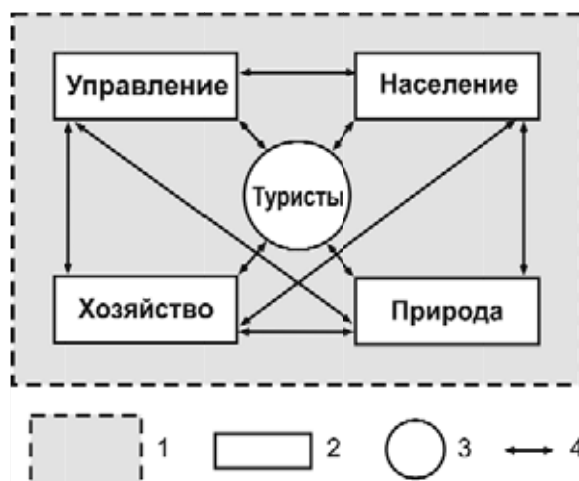 Управление Население
Туристы
Хозяйство Природа
1 2 3 4